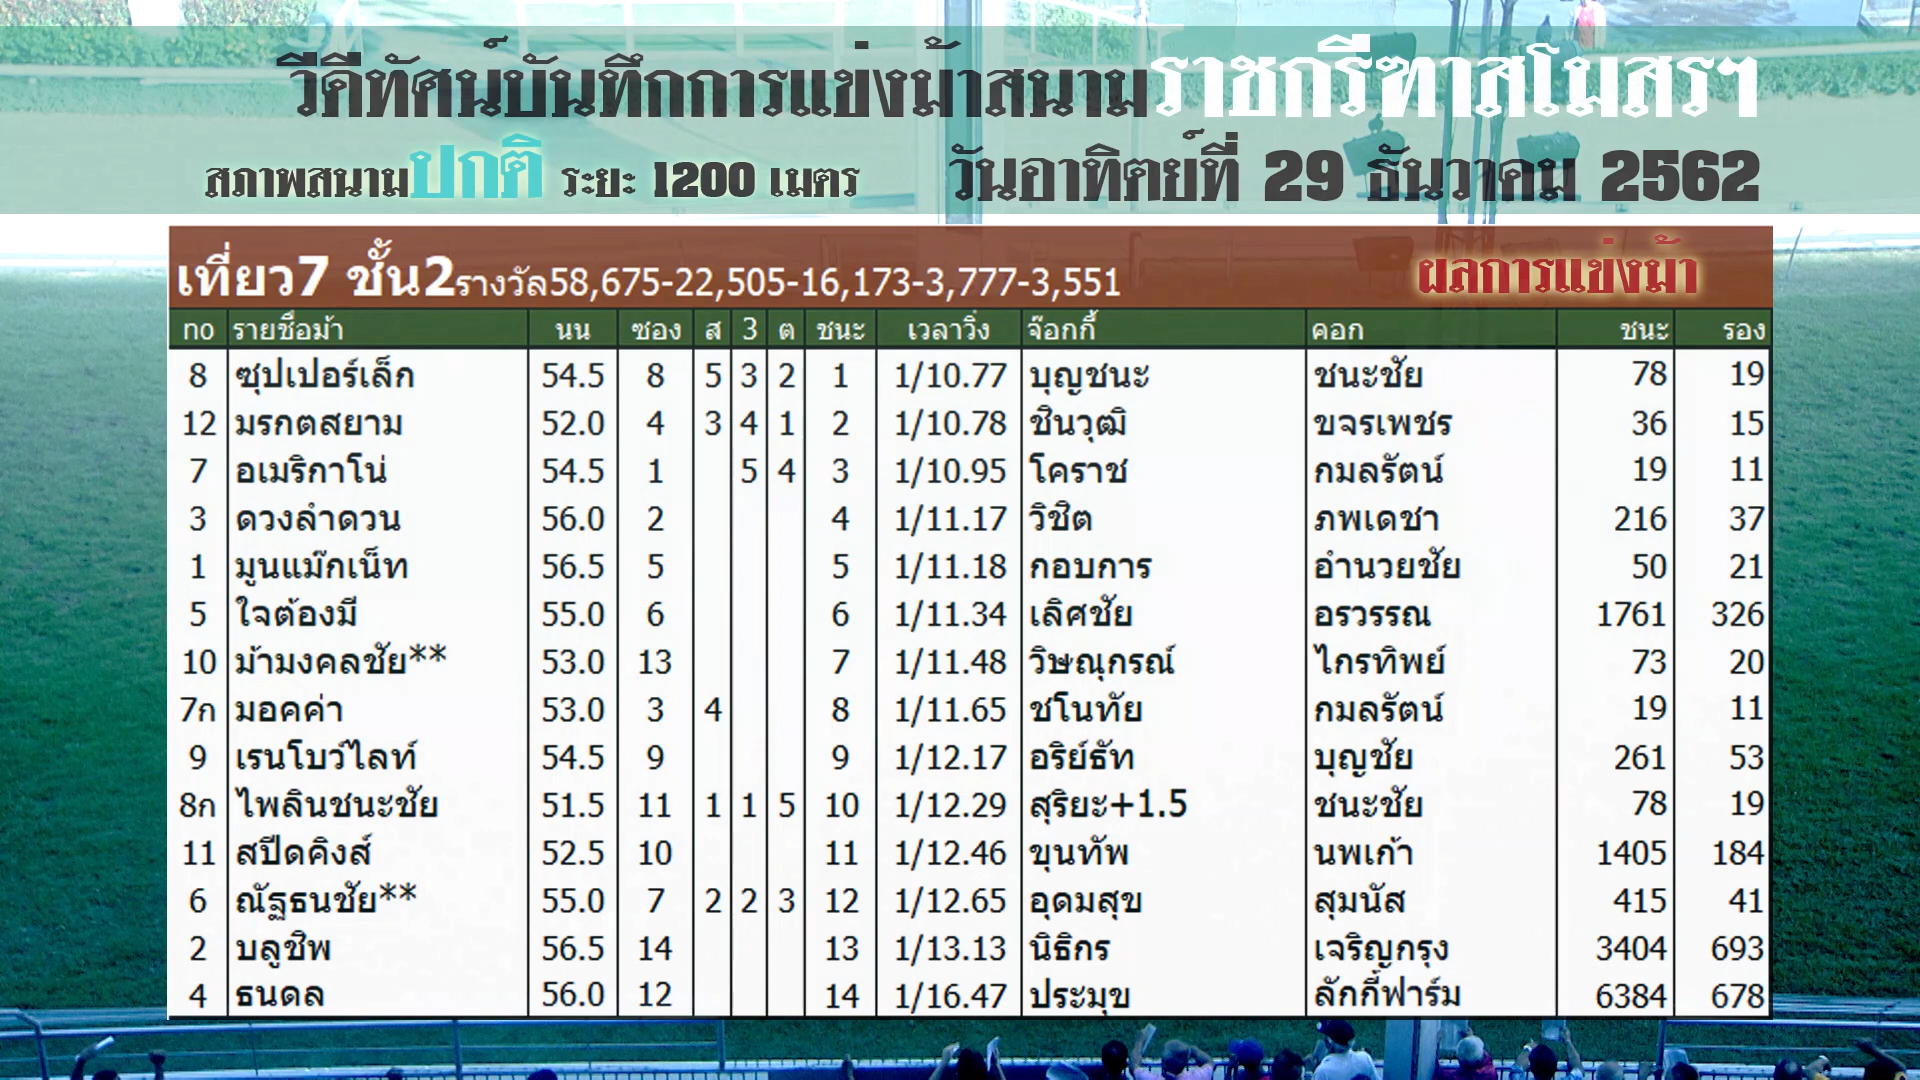 วีดีทัศน์บันทึกการแข่งม้าสนามราชกรีฑาสโมสรฯ
สภาพสนามปกติ ระยะ 1200 เมตร วันอาทิตย์ที่ 29 ธันวาคม 2562
เที่ยว7 ชั้น2รางวัล58,675-22,505-16,173-3,777-3,551 ผลการแข่งม้า
no รายชื่อม้า นน ซอง ส 3 ต ชนะ เวลาวิ่ง จ๊อกกี้ คอก ชนะ รอง
8 ซุปเปอร์เล็ก 54.5 8 5 3 2 1 1/10.77 บุญชนะ ชนะชัย 78 19
12 มรกตสยาม 52.0 4 3 4 1 2 1/10.78 ชินวุฒิ ขจรเพชร 36 15
7 อเมริกาโน่ 54.5 1 5 4 3 1/10.95 โคราช กมลรัตน์ 19 11
3 ดวงลำดวน 56.0 2 4 1/11.17 วิชิต ภพเดชา 216 37
1 มูนแม๊กเน็ท 56.5 5 5 1/11.18 กอบการ อำนวยชัย 50 21
5 ใจต้องมี 55.0 6 6 1/11.34 เลิศชัย อรวรรณ 1761 326
10 ม้ามงคลชัย** 53.0 13 7 1/11.48 วิษณุกรณ์ ไกรทิพย์ 73 20
7ก มอคค่า 53.0 3 4 8 1/11.65 ชโนทัย กมลรัตน์ 19 11
9 เรนโบว์ไลท์ 54.5 9 9 1/12.17 อริย์ธัท บุญชัย 261 53
8ก ไพลินชนะชัย 51.5 11 1 1 5 10 1/12.29 สุริยะ+1.5 ชนะชัย 78 19
11 สปีดคิงส์ 52.5 10 11 1/12.46 ขุนทัพ นพเก้า 1405 184
6 ณัฐธนชัย** 55.0 7 2 2 3 12 1/12.65 อุดมสุข สุมนัส 415 41
2 บลูชิพ 56.5 14 13 1/13.13 นิธิกร เจริญกรุง 3404 693
4 ธนดล 56.0 12 14 1/16.47 ประมุข ลักกี้ฟาร์ม 6384 678